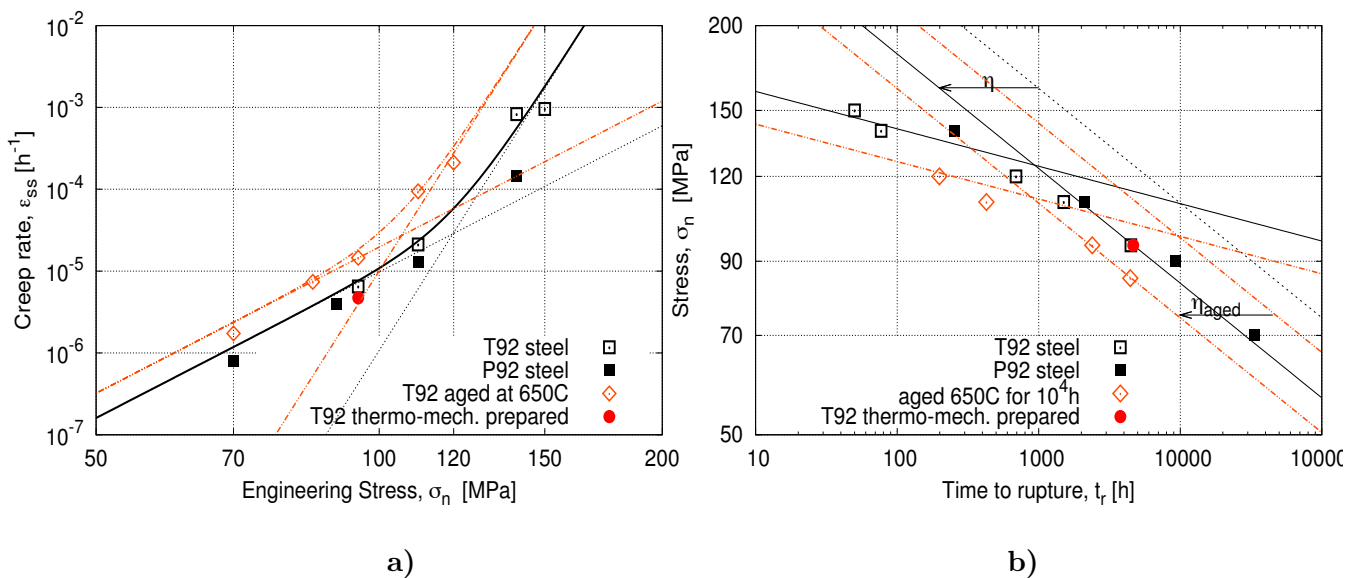 10⁻²
10⁻³
10⁻⁴
10⁻⁵
10⁻⁶
10⁻⁷
Creep rate, ε_ss [h⁻¹]
T92 steel
P92 steel
T92 aged at 650C
T92 thermo-mech. prepared
50 70 100 120 150 200
Engineering Stress, σ_n [MPa]
a)
200
150
120
90
70
50
Stress, σ_n [MPa]
η
η_aged
T92 steel
P92 steel
aged 650C for 10⁴h
T92 thermo-mech. prepared
10 100 1000 10000 10000
Time to rupture, t_r [h]
b)